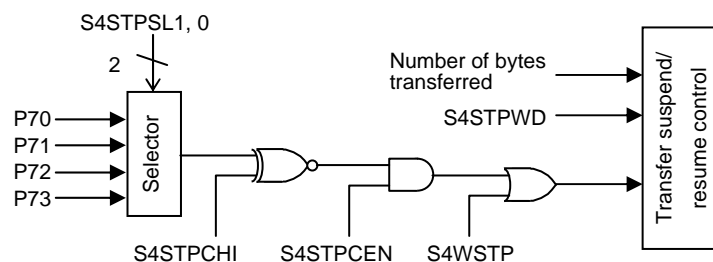 S4STPSL1, 0
2
Number of bytes
transferred
S4STPWD
P70
P71
P72
P73
Selector
Transfer suspend/
resume control
S4STPCHI
S4STPCEN
S4WSTP